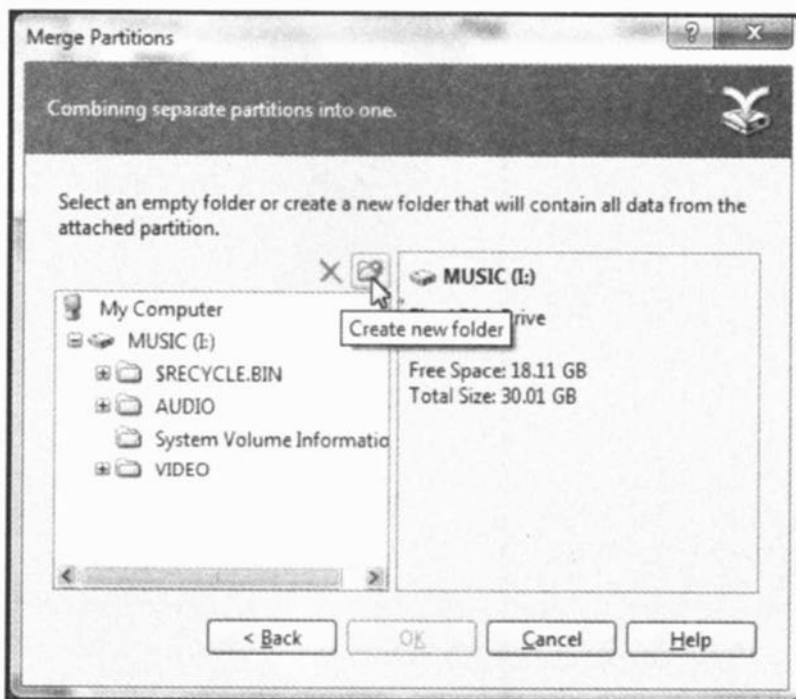 Merge Partitions
Combining separate partitions into one.
Select an empty folder or create a new folder that will contain all data from the
attached partition.
MUSIC (I:)
My Computer
Drive
Create new folder
MUSIC (I:)
Free Space: 18.11 GB
$RECYCLE.BIN
Total Size: 30.01 GB
AUDIO
System Volume Informatio
VIDEO
< Back
OK
Cancel
Help